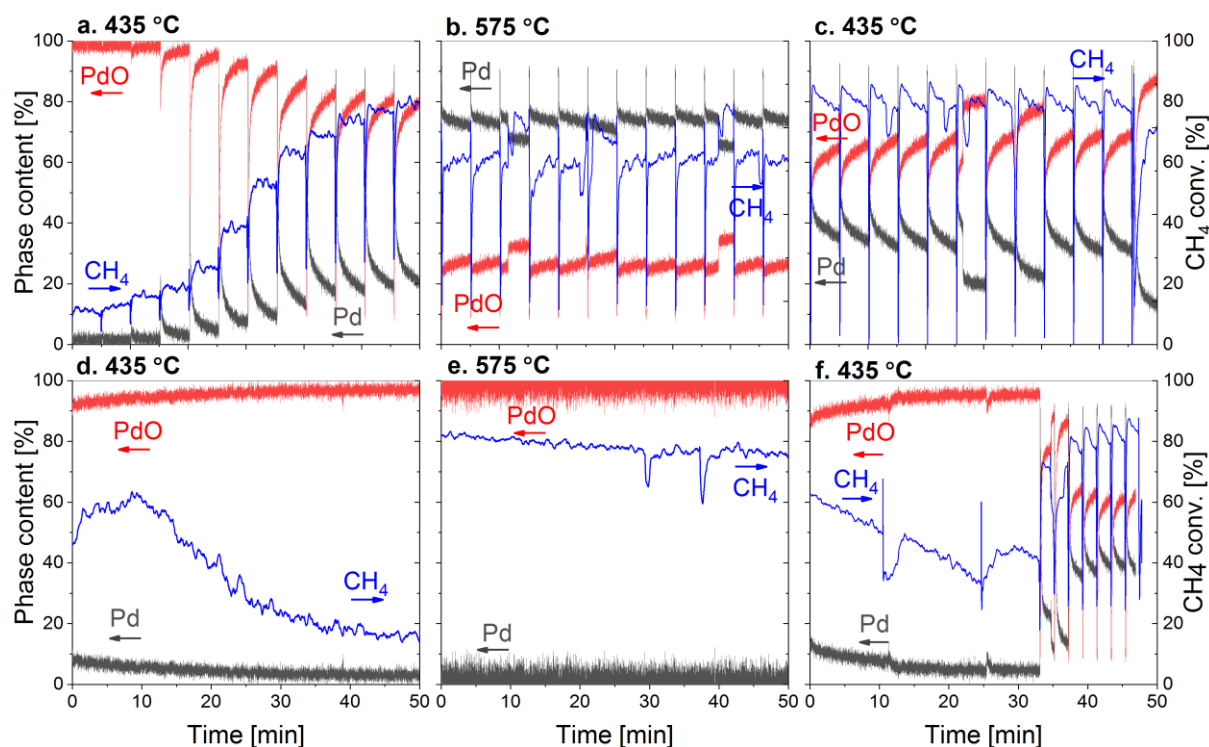 a. 435 °C
b. 575 °C
c. 435 °C
100
80
60
40
20
0
Phase content [%]
PdO
CH₄
Pd
Pd
CH₄
PdO
CH₄
PdO
Pd
100
80
60
40
20
0
CH₄ conv. [%]
d. 435 °C
e. 575 °C
f. 435 °C
100
80
60
40
20
0
Phase content [%]
PdO
CH₄
Pd
PdO
CH₄
Pd
PdO
CH₄
Pd
100
80
60
40
20
0
CH4 conv. [%]
0 10 20 30 40 50
0 10 20 30 40 50
0 10 20 30 40 50
Time [min]
Time [min]
Time [min]